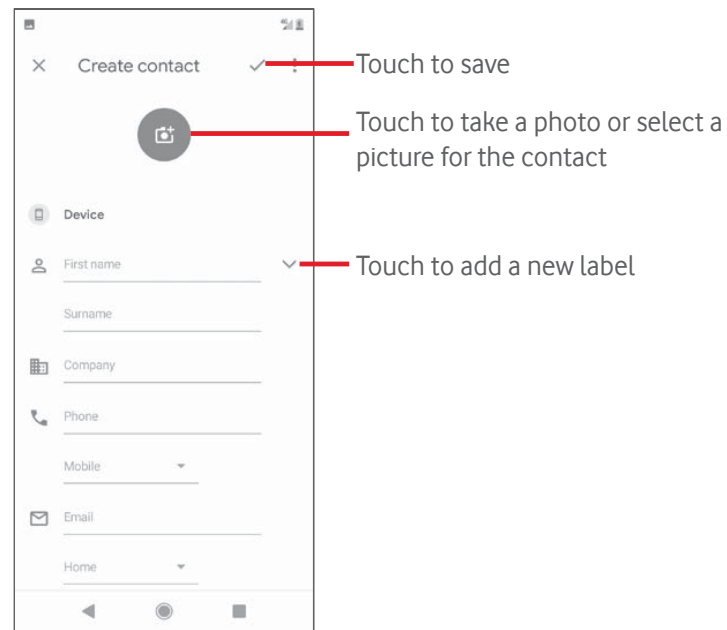 Create contact
Touch to save
Touch to take a photo or select a
picture for the contact
Device
First name
Touch to add a new label
Surname
Company
Phone
Mobile
Email
Home